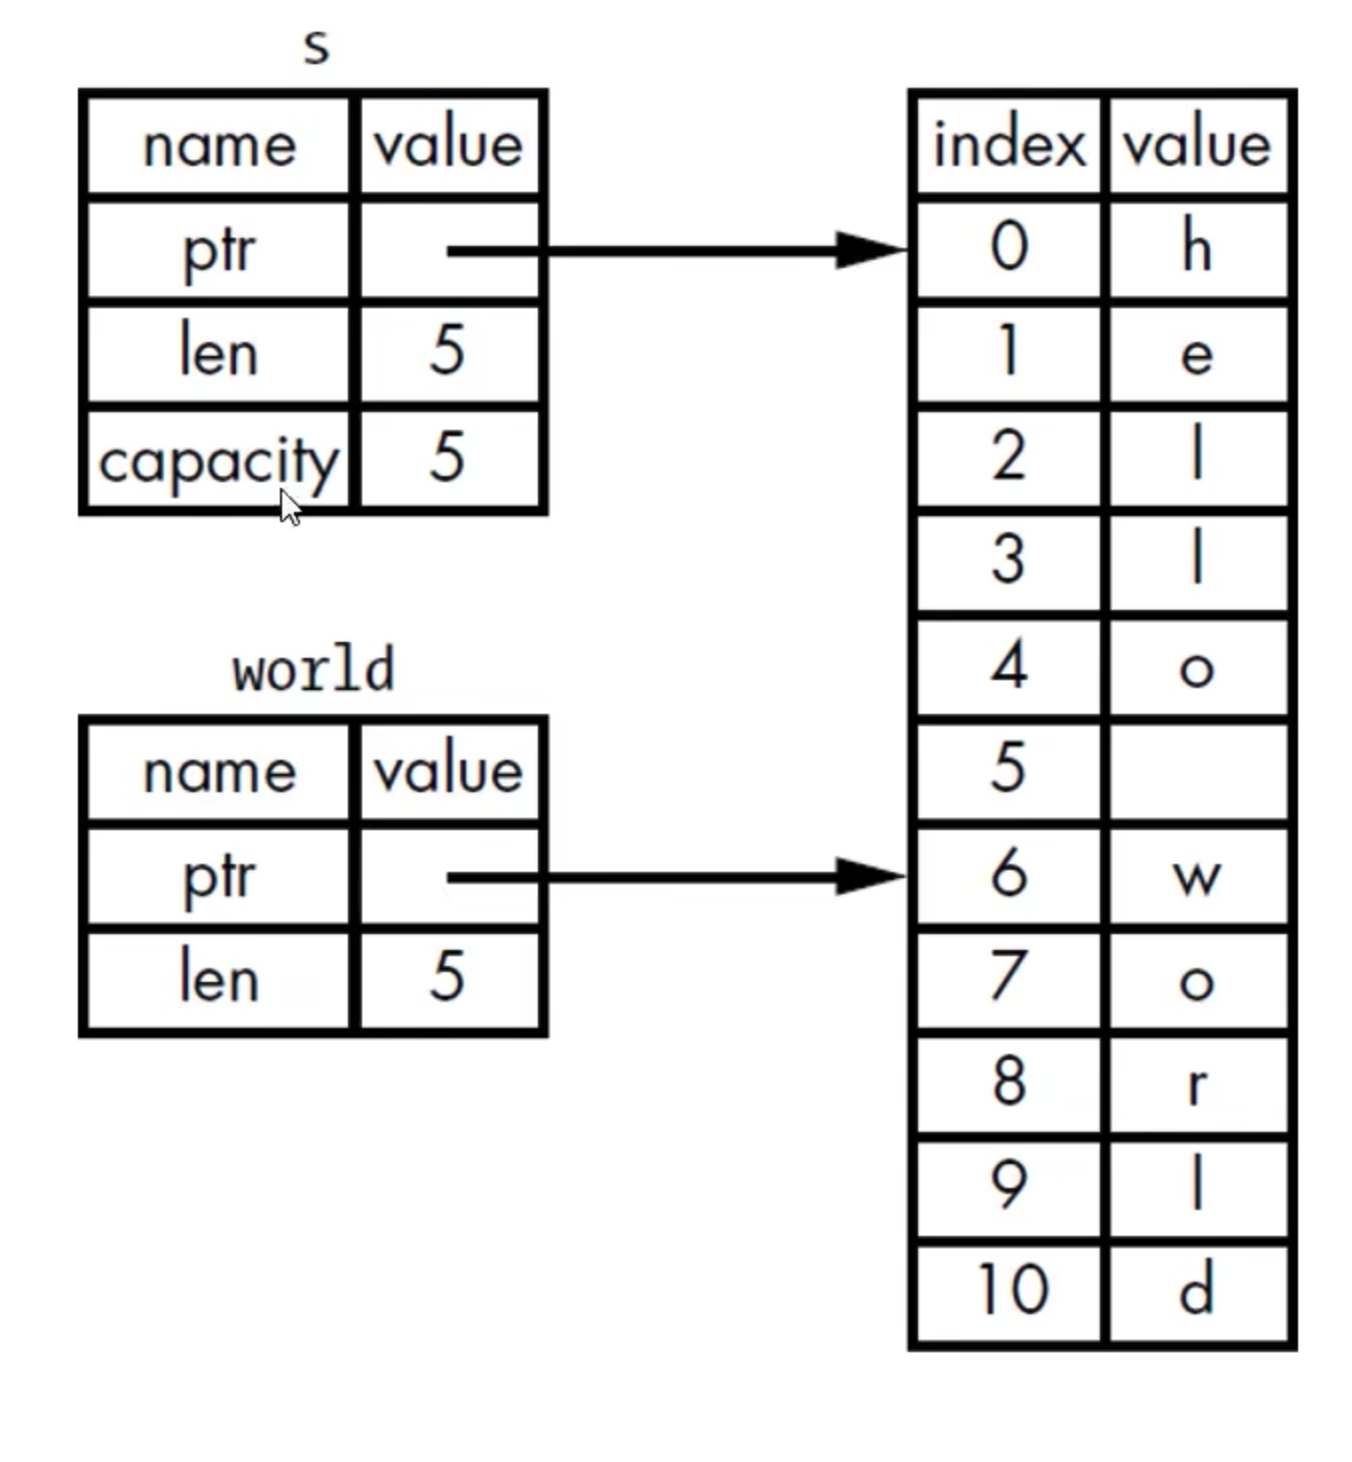 s
name value
ptr
len 5
capacity 5
world
name value
ptr
len 5
index value
0 h
1 e
2 l
3 l
4 o
5
6 w
7 o
8 r
9 l
10 d